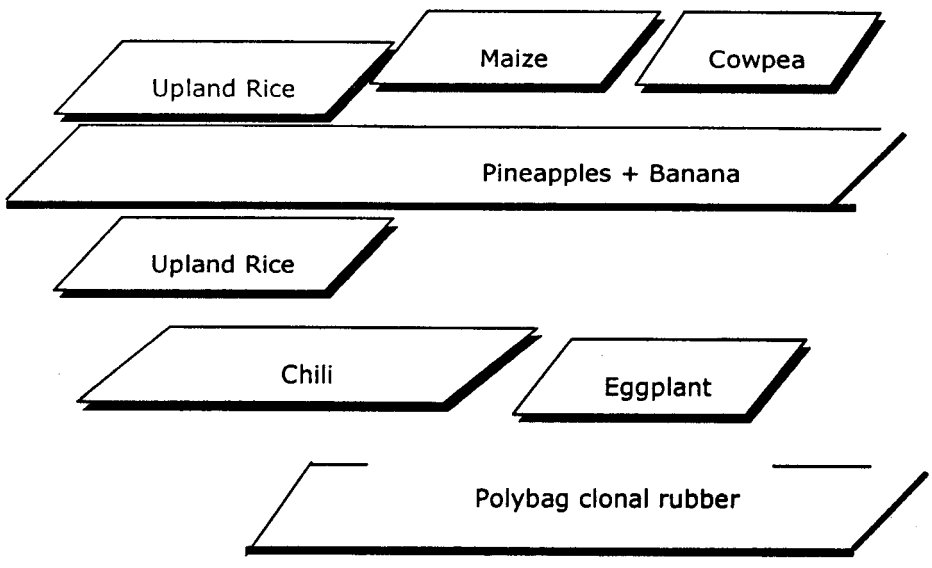 Upland Rice
Maize
Cowpea
Pineapples + Banana
Upland Rice
Chili
Eggplant
Polybag clonal rubber